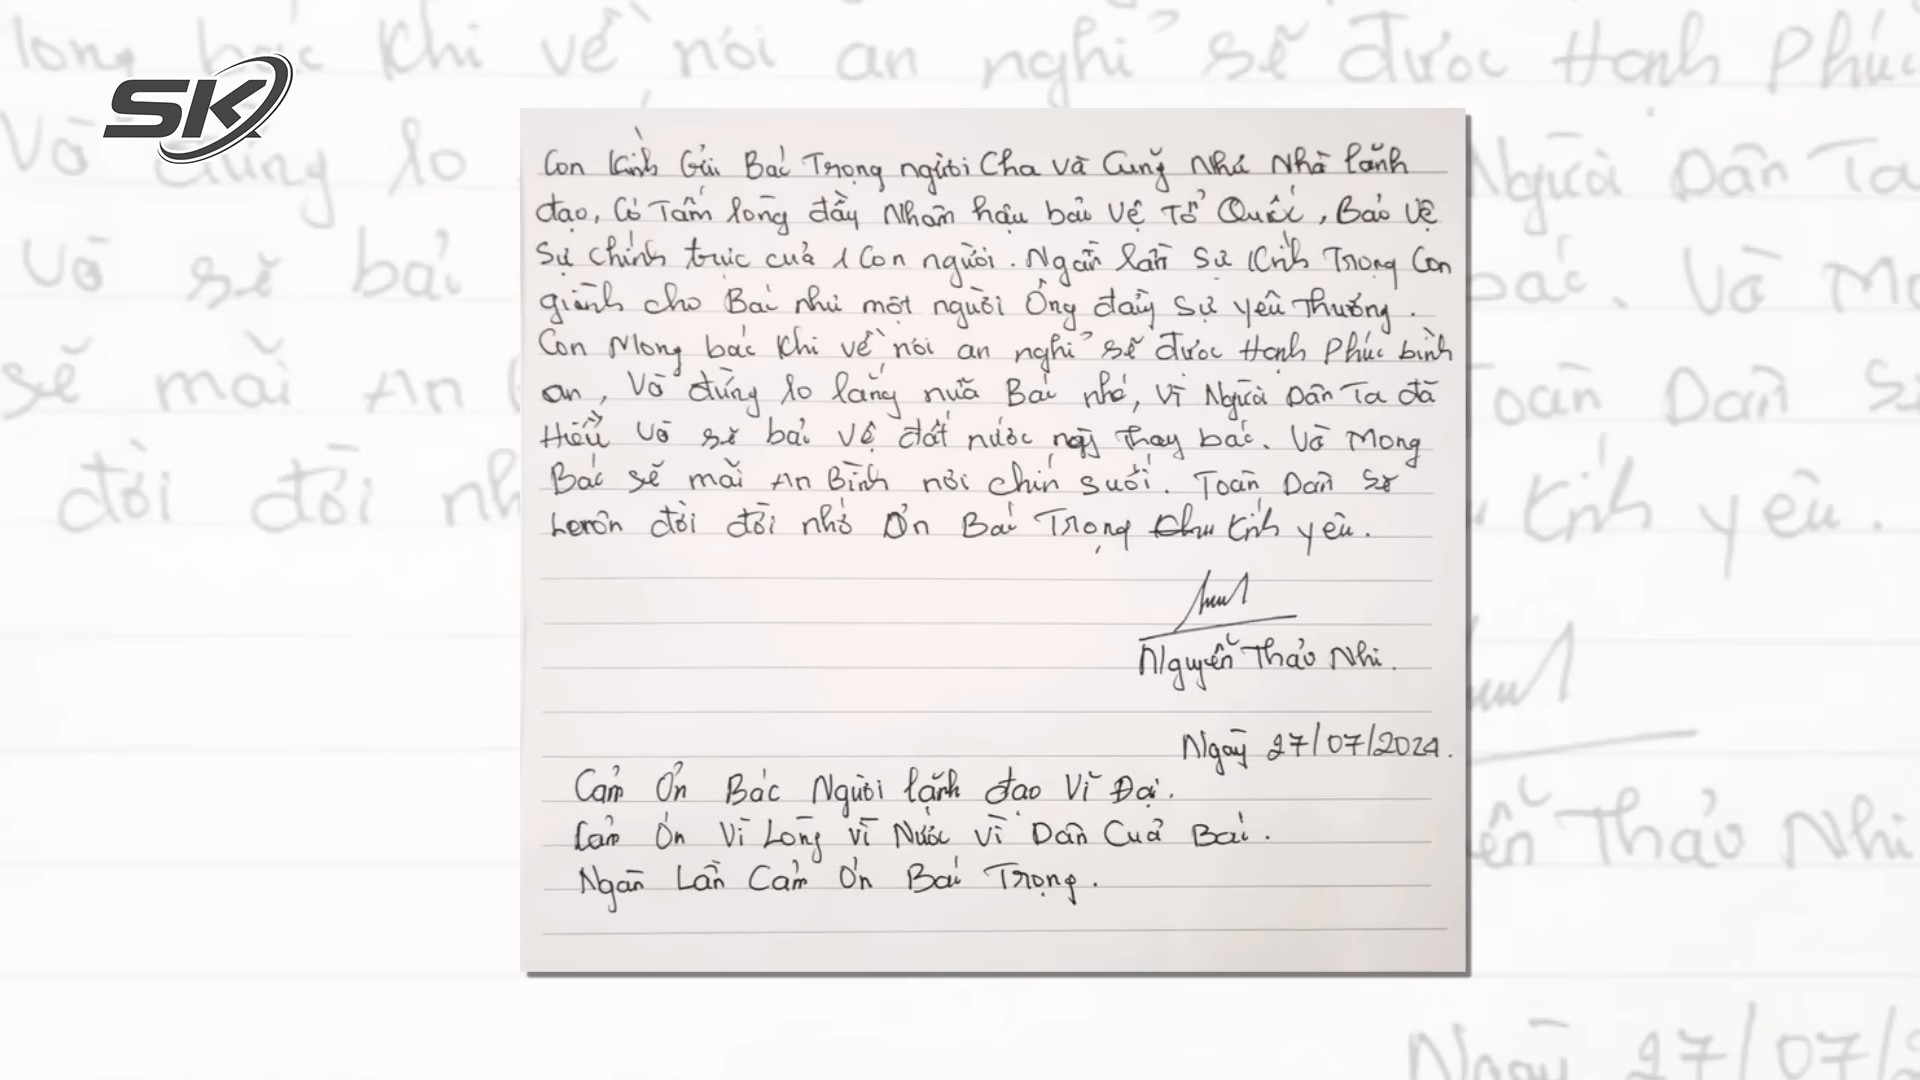 SK
Con Kính Gửi Bác Trọng người Cha và Cũng Như Nhà lãnh
đạo, Có Tấm lòng đầy Nhân hậu bảo Vệ Tổ Quốc, Bảo Vệ
Sự chính trực của 1 Con người. Ngàn lần Sự Kính Trọng Con
giành cho Bác như một người Ông đầy Sự yêu Thương.
Con Mong bác Khi về nơi an nghỉ sẽ được Hạnh Phúc bình
an, Và đừng lo lắng nữa Bác nhé, Vì Người Dân Ta đã
Hiểu Và sẽ bảo Vệ đất nước này Thay bác. Và Mong
Bác sẽ mãi An Bình nơi chín suối. Toàn Dân sẽ
Luôn đời đời nhớ Ơn Bác Trọng Kính yêu.
Nguyễn Thảo Nhi.
Ngày 27/07/2024.
Cảm Ơn Bác Người lãnh đạo Vĩ Đại.
Cảm Ơn Vì Lòng vì Nước vì Dân Của Bác.
Ngàn Lần Cảm Ơn Bác Trọng.